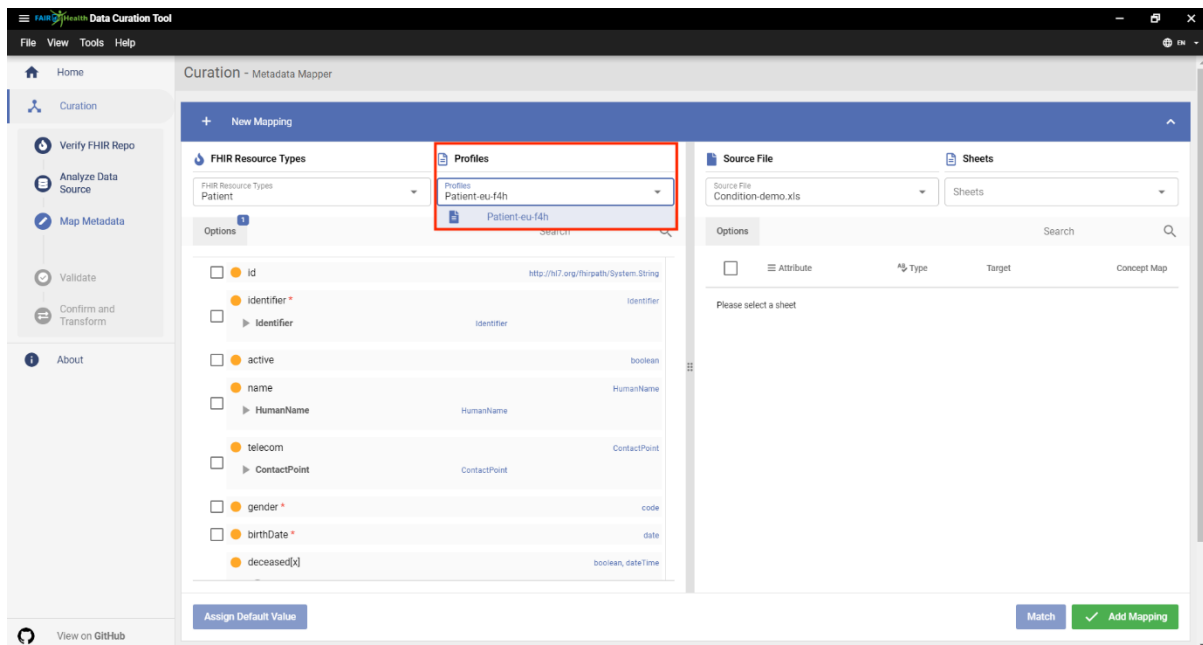 FAIR4Health Data Curation Tool
File View Tools Help
EN
Home
Curation
Verify FHIR Repo
Analyze Data
Source
Map Metadata
Validate
Confirm and
Transform
About
View on GitHub
Curation - Metadata Mapper
+ New Mapping
FHIR Resource Types
Profiles
Source File
Sheets
FHIR Resource Types
Patient
Profiles
Patient-eu-f4h
Patient-eu-f4h
Source File
Condition-demo.xls
Sheets
Options 1
Search
Options
Search
id http://hl7.org/fhirpath/System.String
identifier * Identifier
Identifier Identifier
active boolean
name HumanName
HumanName HumanName
telecom ContactPoint
ContactPoint ContactPoint
gender * code
birthDate * date
deceased[x] boolean, dateTime
Attribute Type Target Concept Map
Please select a sheet
Assign Default Value
Match
Add Mapping